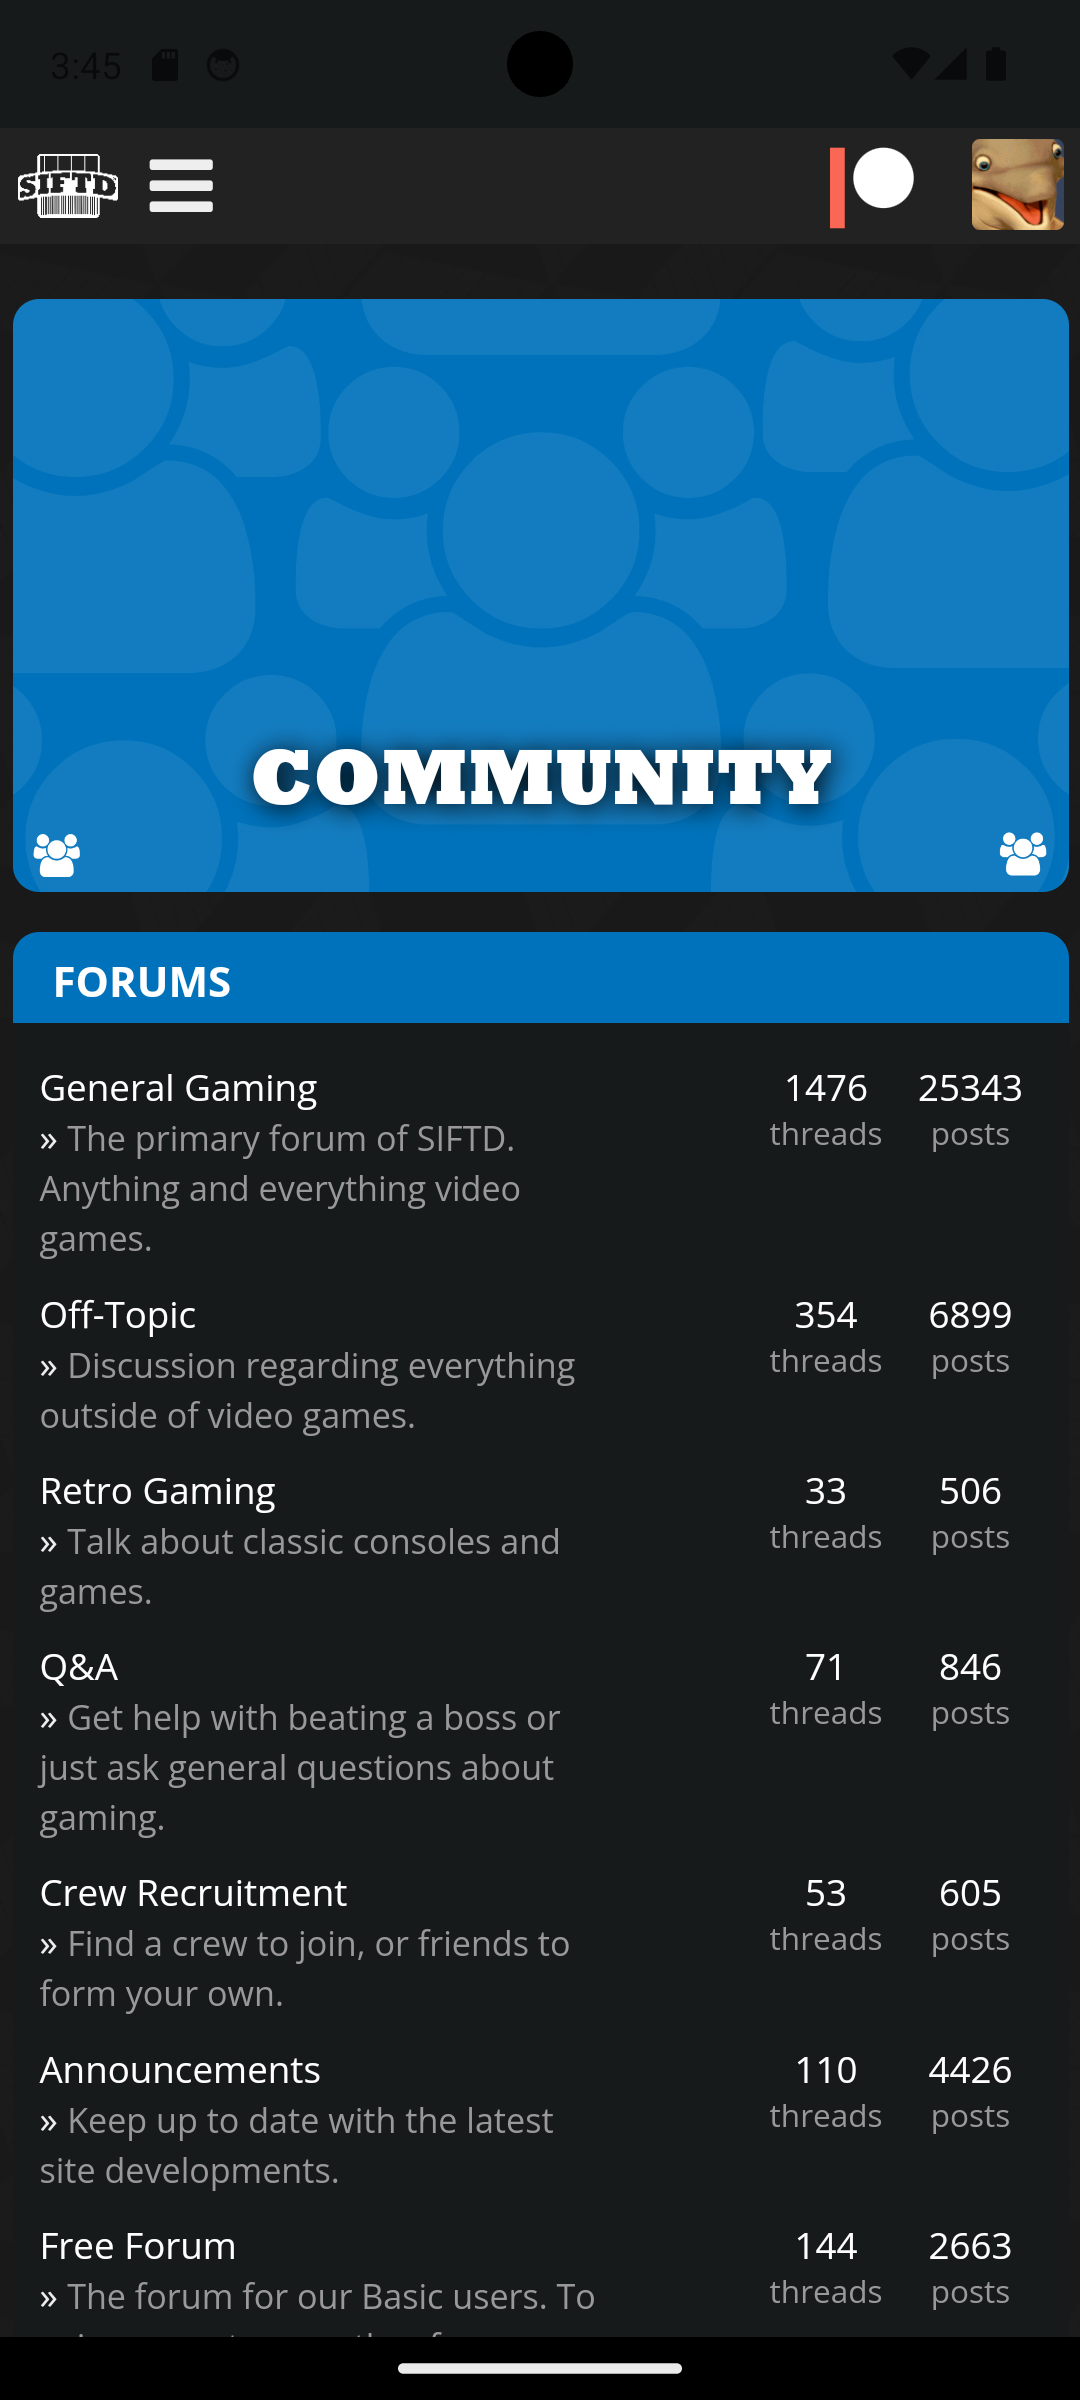 3:45
SIFTD
COMMUNITY
FORUMS
General Gaming
1476 25343
threads posts
» The primary forum of SIFTD.
Anything and everything video
games.
Off-Topic
354 6899
threads posts
» Discussion regarding everything
outside of video games.
Retro Gaming
33 506
threads posts
» Talk about classic consoles and
games.
Q&A
71 846
threads posts
» Get help with beating a boss or
just ask general questions about
gaming.
Crew Recruitment
53 605
threads posts
» Find a crew to join, or friends to
form your own.
Announcements
110 4426
threads posts
» Keep up to date with the latest
site developments.
Free Forum
144 2663
threads posts
» The forum for our Basic users. To